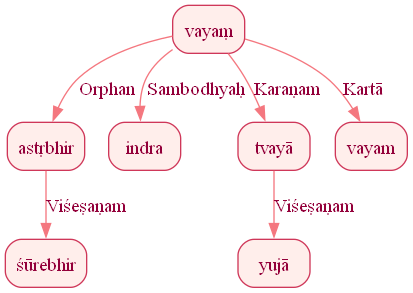 vayaṃ
Orphan Sambodhyaḥ Karaṇam Kartā
astṛbhir indra tvayā vayam
Viśeṣaṇam Viśeṣaṇam
śūrebhir yujā